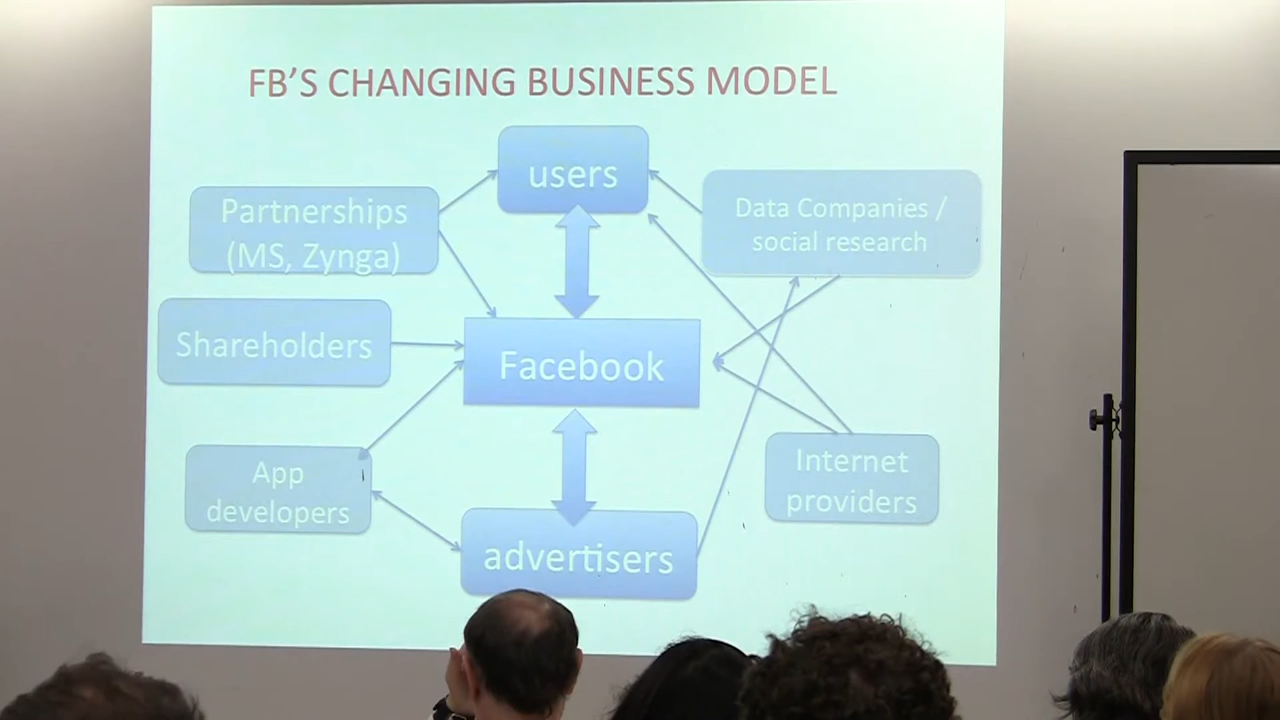 FB'S CHANGING BUSINESS MODEL
users
Partnerships
(MS, Zynga)
Data Companies /
social research
Shareholders
Facebook
App
developers
Internet
providers
advertisers